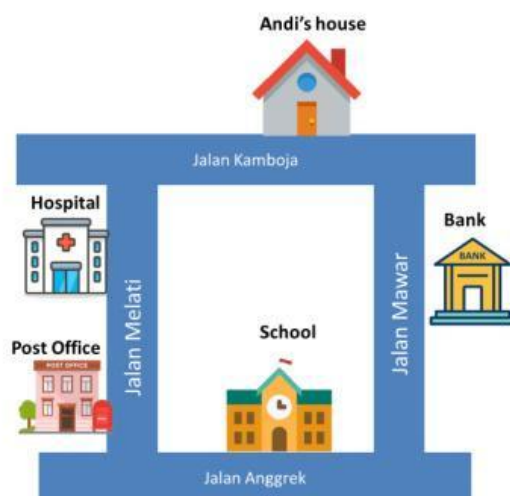 Andi's house
Jalan Kamboja
Hospital
Bank
BANK
Jalan Melati
Jalan Mawar
School
Post Office
POST OFFICE
Jalan Anggrek